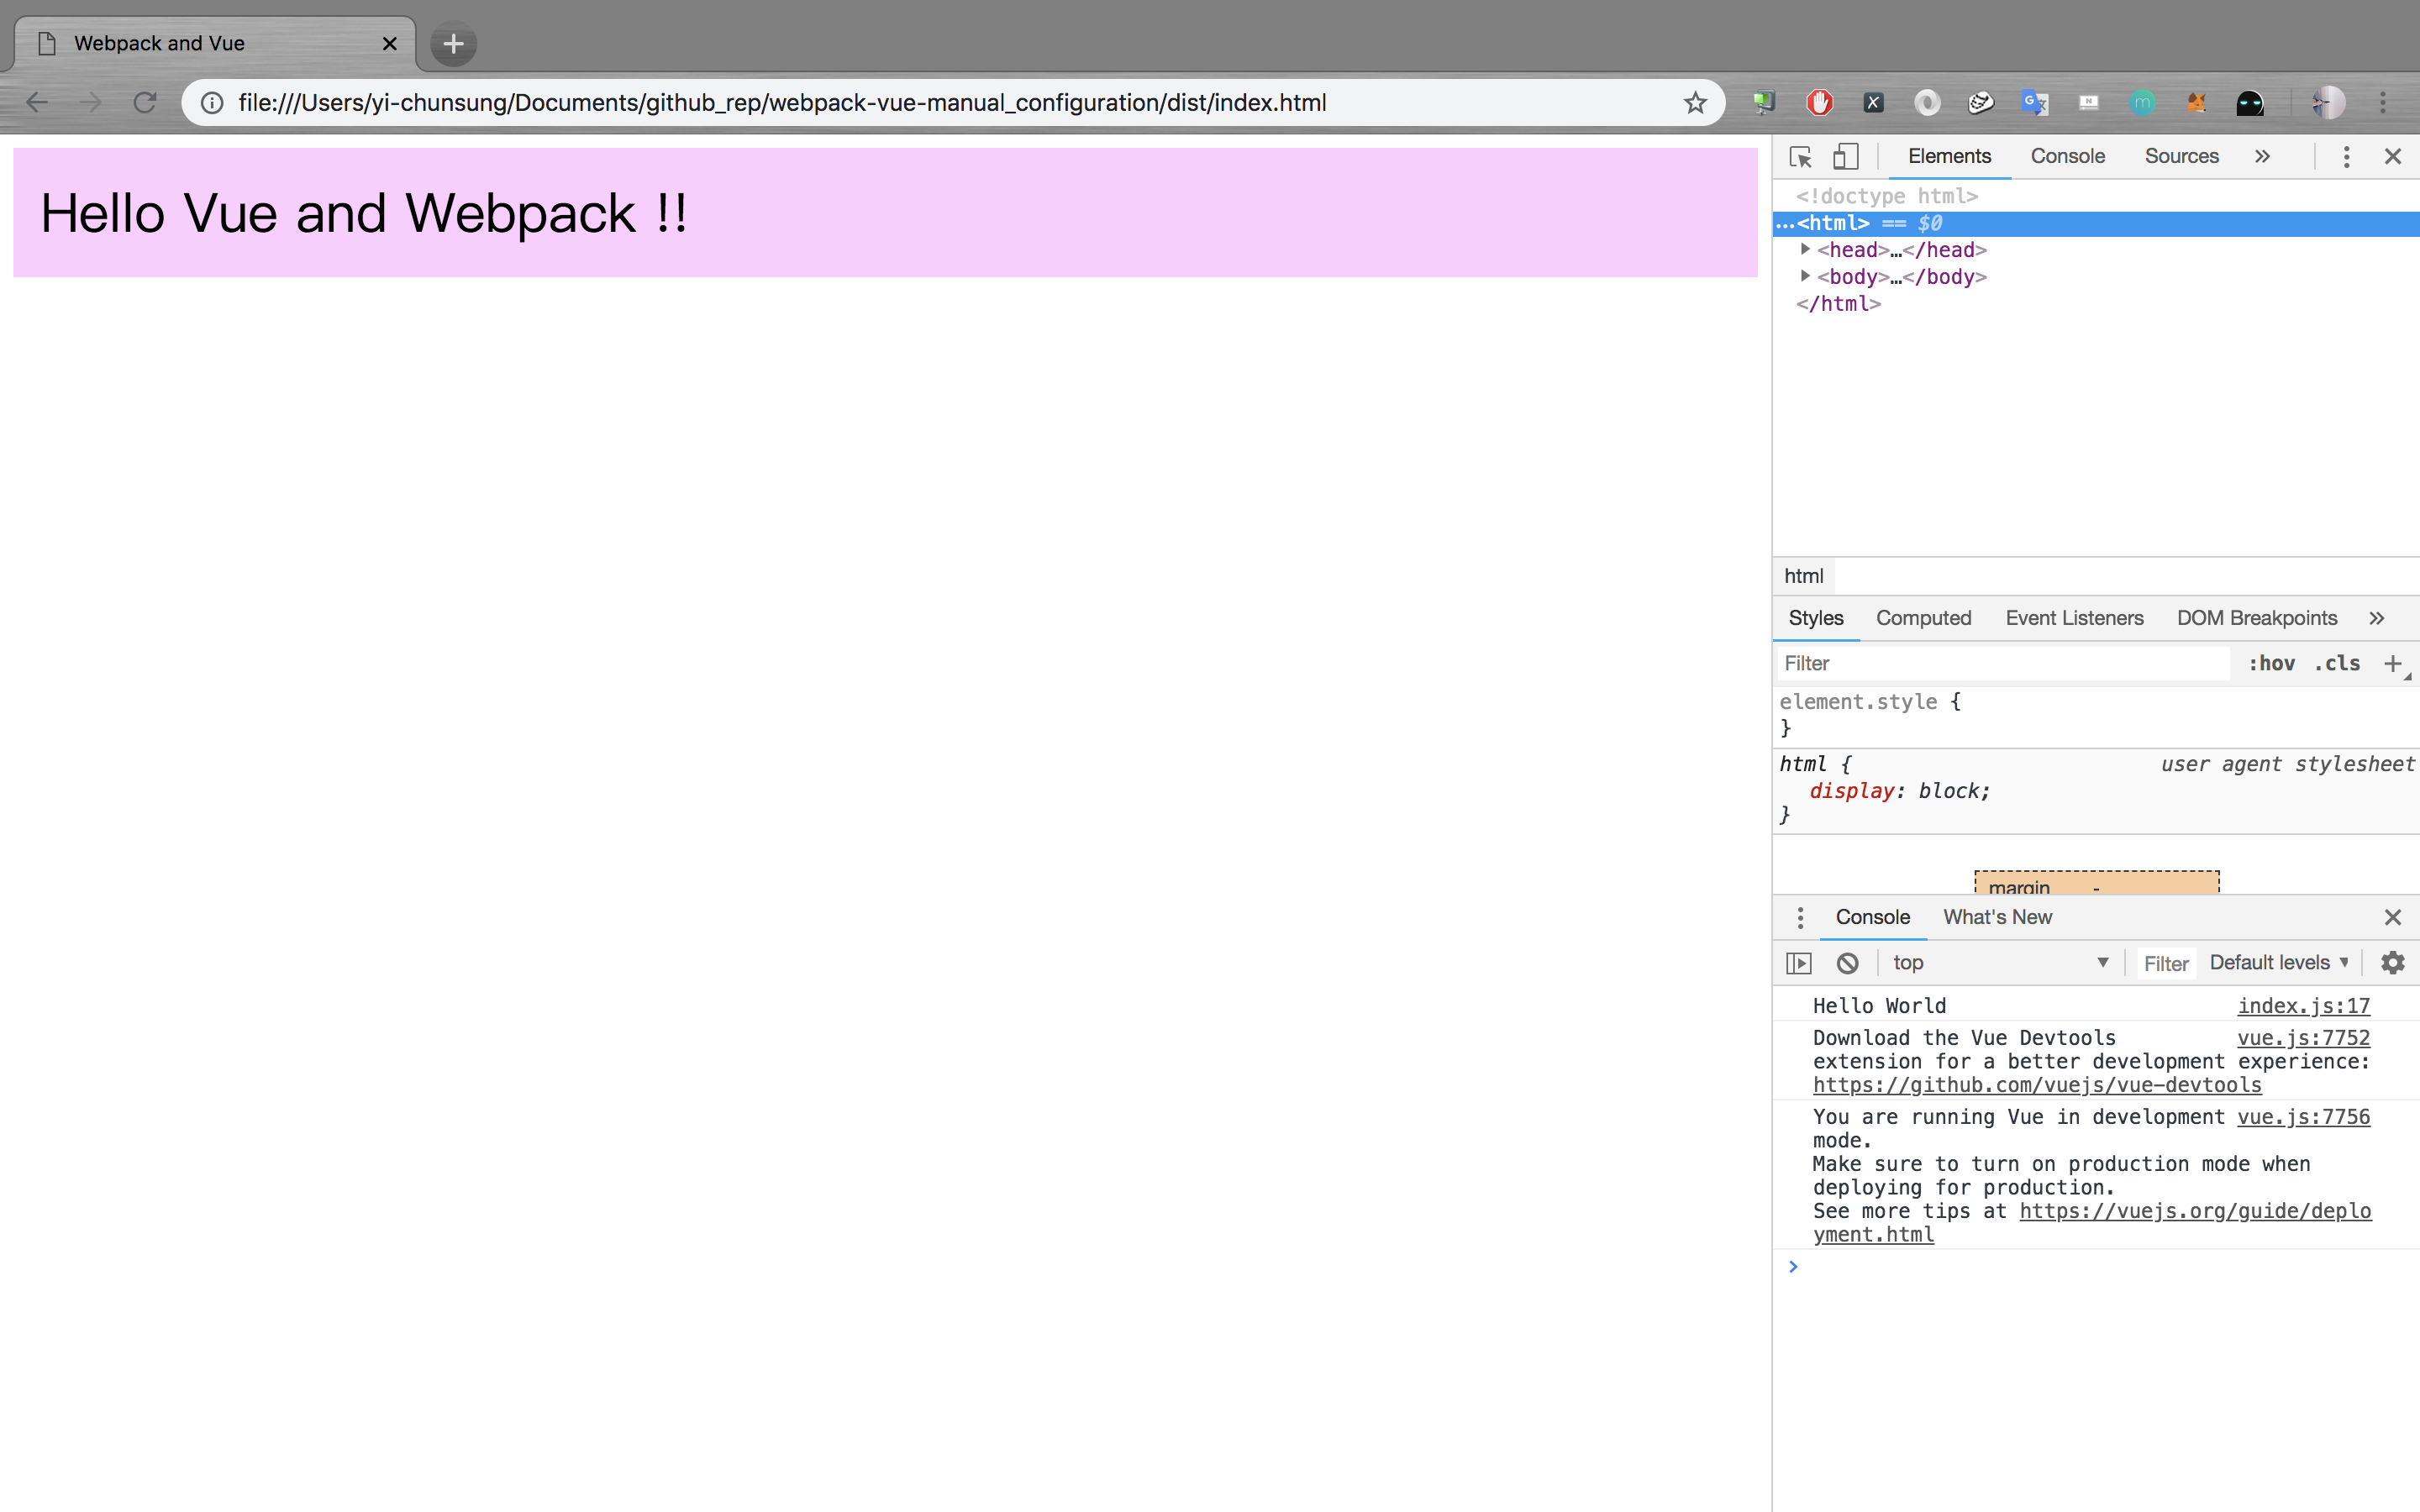 Webpack and Vue
file:///Users/yi-chunsung/Documents/github_rep/webpack-vue-manual_configuration/dist/index.html
Hello Vue and Webpack !!
Elements Console Sources »
<!doctype html>
…<html> == $0
<head>…</head>
<body>…</body>
</html>
html
Styles Computed Event Listeners DOM Breakpoints »
Filter :hov .cls +
element.style {
}
html { user agent stylesheet
display: block;
}
margin -
Console What's New
top Filter Default levels
Hello World index.js:17
Download the Vue Devtools vue.js:7752
extension for a better development experience:
https://github.com/vuejs/vue-devtools
You are running Vue in development vue.js:7756
mode.
Make sure to turn on production mode when
deploying for production.
See more tips at https://vuejs.org/guide/deplo
yment.html